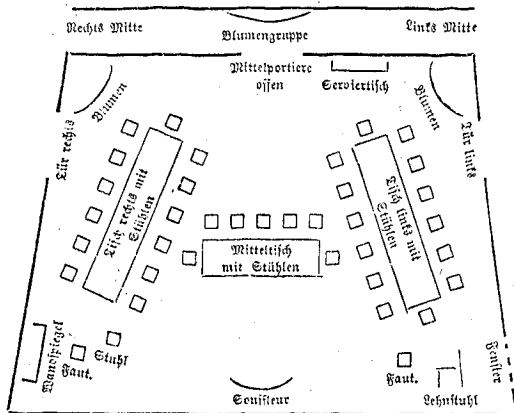 Rechts Mitte
Blumengruppe
Links Mitte
Mittelportiere
offen
Serviertisch
Blumen
Blumen
Tür rechts
Tür links
Tisch rechts mit
Stühlen
Tisch links mit
Stühlen
Mitteltisch
mit Stühlen
Wandspiegel
Faut.
Stuhl
Souffleur
Faut.
Lehnstuhl
Fenster